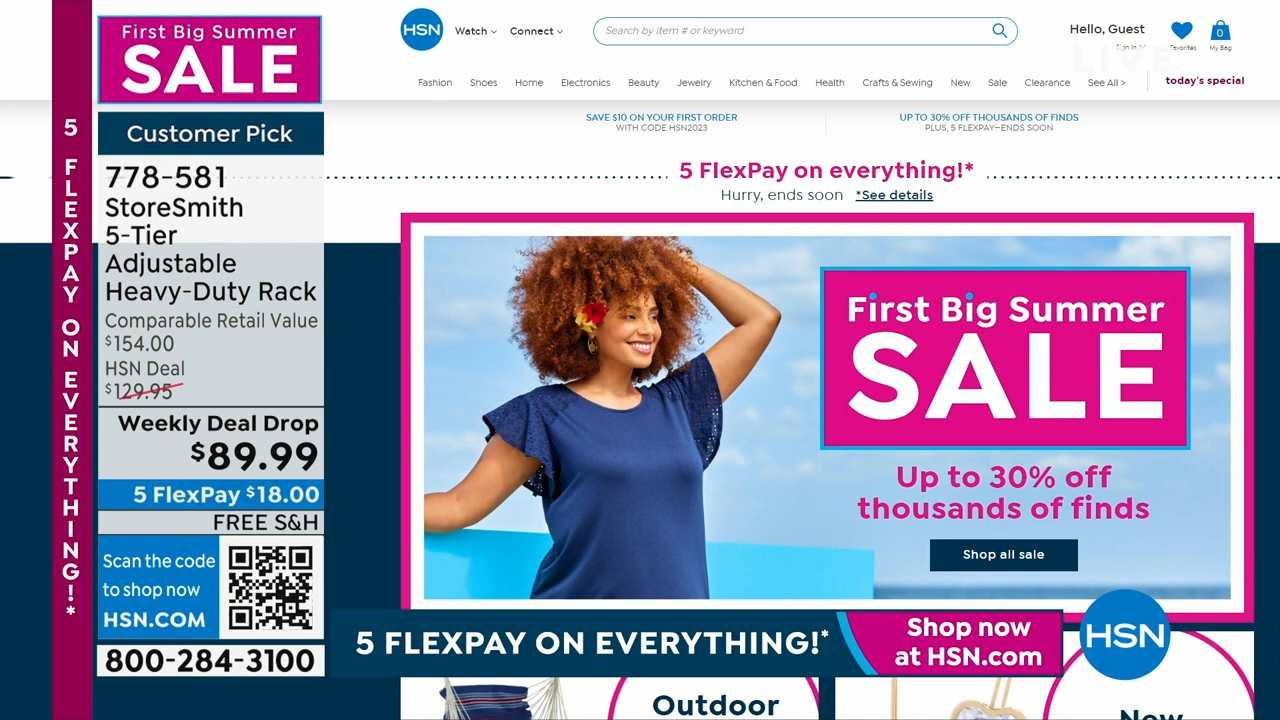 5 FLEXPAY ON EVERYTHING!*
First Big Summer
SALE
Customer Pick
778-581
StoreSmith
5-Tier
Adjustable
Heavy-Duty Rack
Comparable Retail Value
$154.00
HSN Deal
$129.95
Weekly Deal Drop
$89.99
5 FlexPay $18.00
FREE S&H
Scan the code
to shop now
HSN.COM
800-284-3100
HSN
Watch
Connect
Search by item # or keyword
Hello, Guest
Sign in
Favorites
0
My Bag
LIVE
Fashion Shoes Home Electronics Beauty Jewelry Kitchen & Food Health Crafts & Sewing New Sale Clearance See All >
today's special
SAVE $10 ON YOUR FIRST ORDER
WITH CODE HSN2023
UP TO 30% OFF THOUSANDS OF FINDS
PLUS, 5 FLEXPAY—ENDS SOON
5 FlexPay on everything!*
Hurry, ends soon *See details
First Big Summer
SALE
Up to 30% off
thousands of finds
Shop all sale
5 FLEXPAY ON EVERYTHING!*
Shop now
at HSN.com
HSN
Outdoor
New